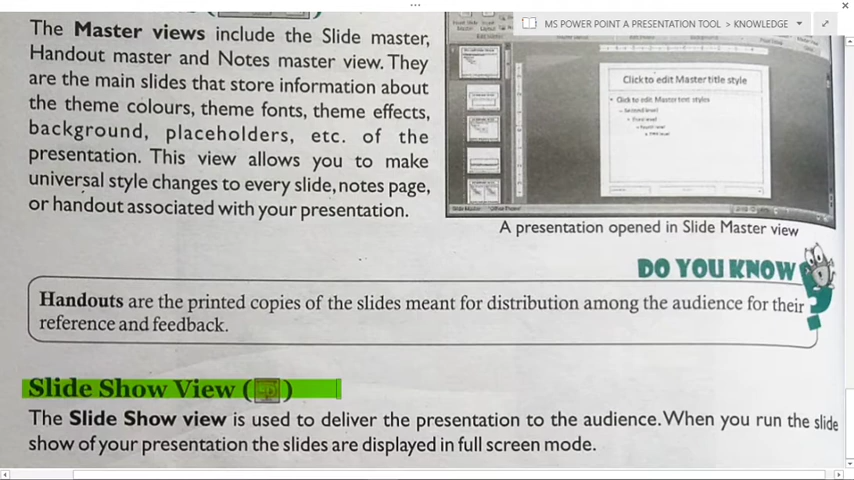 MS POWER POINT A PRESENTATION TOOL > KNOWLEDGE
The Master views include the Slide master,
Handout master and Notes master view. They
are the main slides that store information about
the theme colours, theme fonts, theme effects,
background, placeholders, etc. of the
presentation. This view allows you to make
universal style changes to every slide, notes page,
or handout associated with your presentation.
Click to edit Master title style
Click to edit Master text styles
Second level
Third level
A presentation opened in Slide Master view
DO YOU KNOW
Handouts are the printed copies of the slides meant for distribution among the audience for their
reference and feedback.
Slide Show View ( )
The Slide Show view is used to deliver the presentation to the audience. When you run the slide
show of your presentation the slides are displayed in full screen mode.